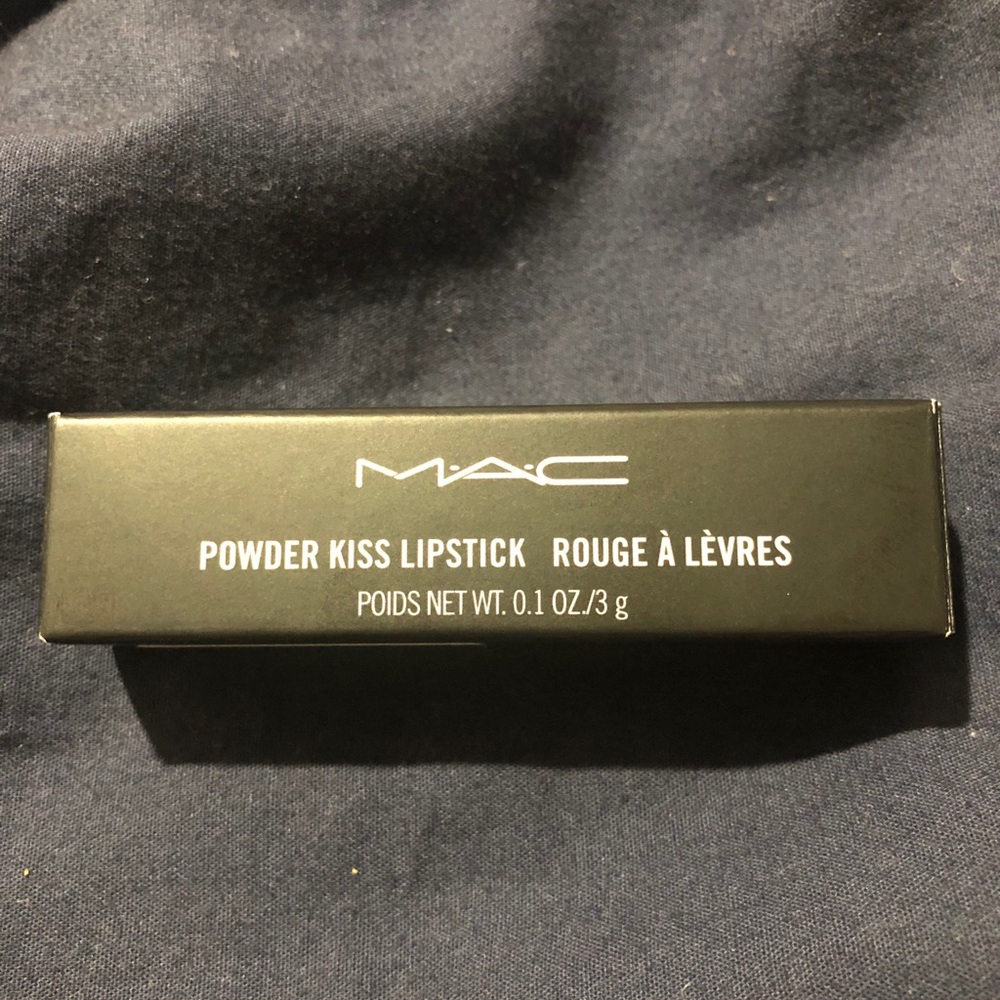 M·A·C
POWDER KISS LIPSTICK ROUGE À LÈVRES
POIDS NET WT. 0.1 OZ./3 g